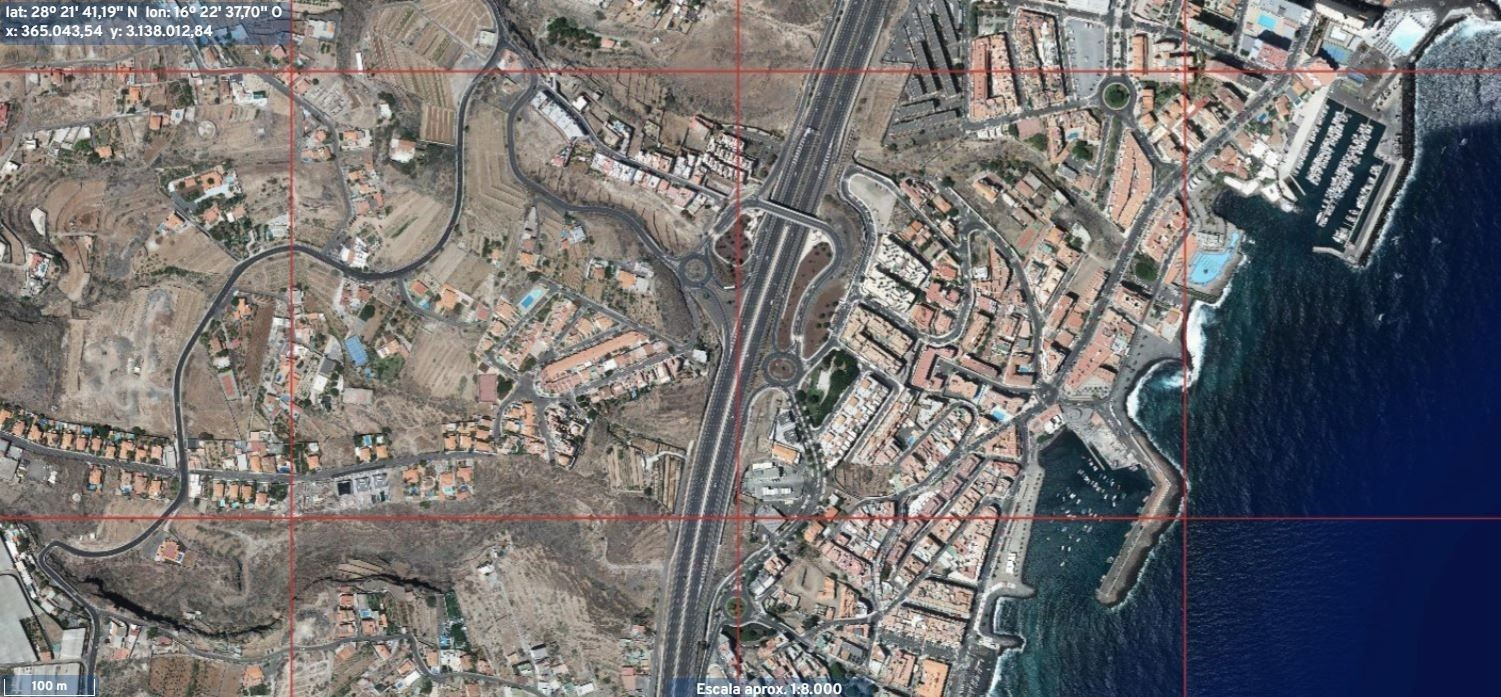 lat: 28º 21' 41,19'' N  lon: 16º 22' 37,70'' O
x: 365.043,54  y: 3.138.012,84
100 m
Escala aprox. 1:8.000